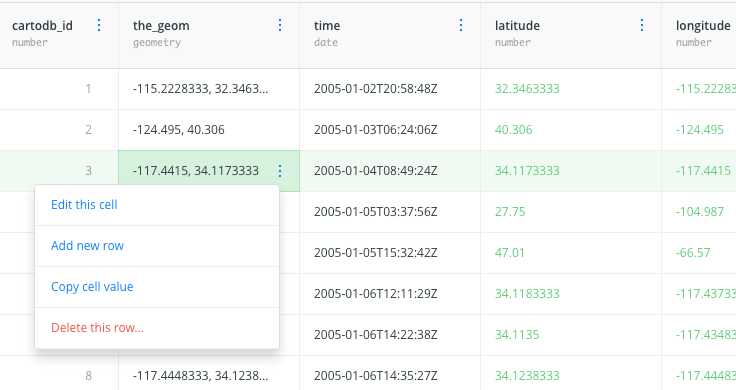 cartodb_id the_geom time latitude longitude
number geometry date number number
1 -115.2228333, 32.3463... 2005-01-02T20:58:48Z 32.3463333 -115.22283
2 -124.495, 40.306 2005-01-03T06:24:06Z 40.306 -124.495
3 -117.4415, 34.1173333 2005-01-04T08:49:24Z 34.1173333 -117.4415
Edit this cell 2005-01-05T03:37:56Z 27.75 -104.987
Add new row 2005-01-05T15:32:42Z 47.01 -66.57
Copy cell value 2005-01-06T12:11:29Z 34.1183333 -117.43733
Delete this row... 2005-01-06T14:22:38Z 34.1135 -117.43483
8 -117.4448333, 34.1238... 2005-01-06T14:35:27Z 34.1238333 -117.44483